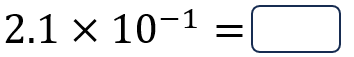 2.1 × 10⁻¹ =